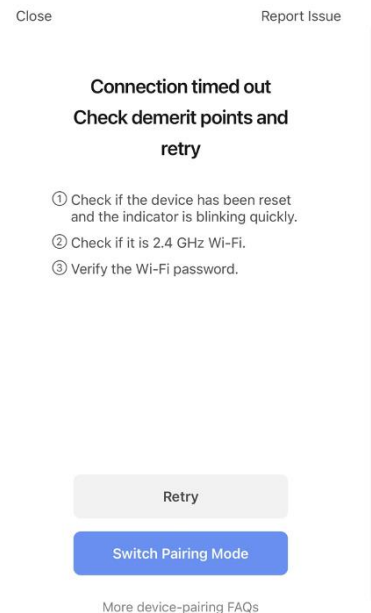 Close
Report Issue
Connection timed out
Check demerit points and
retry
① Check if the device has been reset
and the indicator is blinking quickly.
② Check if it is 2.4 GHz Wi-Fi.
③ Verify the Wi-Fi password.
Retry
Switch Pairing Mode
More device-pairing FAQs